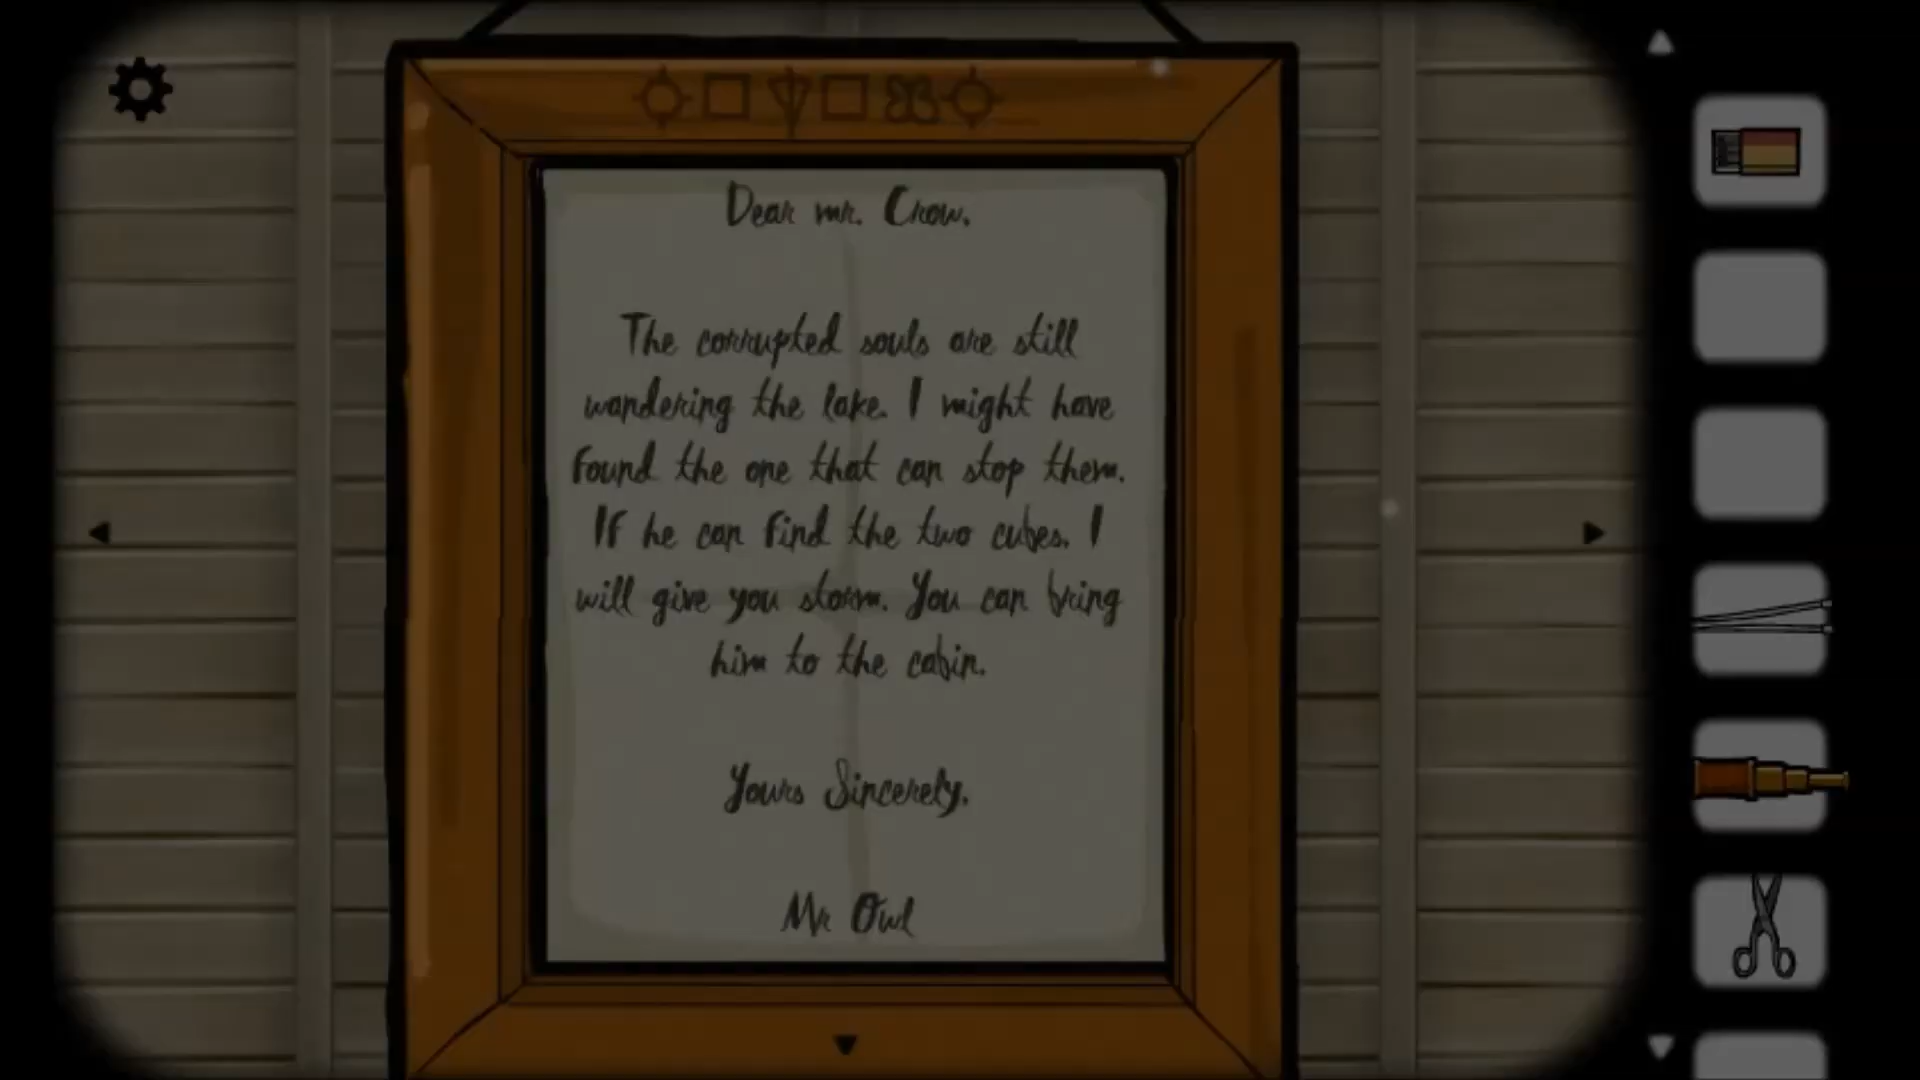 Dear mr. Crow,
The corrupted souls are still
wandering the lake. I might have
found the one that can stop them.
If he can find the two cubes, I
will give you storm. You can bring
him to the cabin.
Yours Sincerely,
Mr Owl